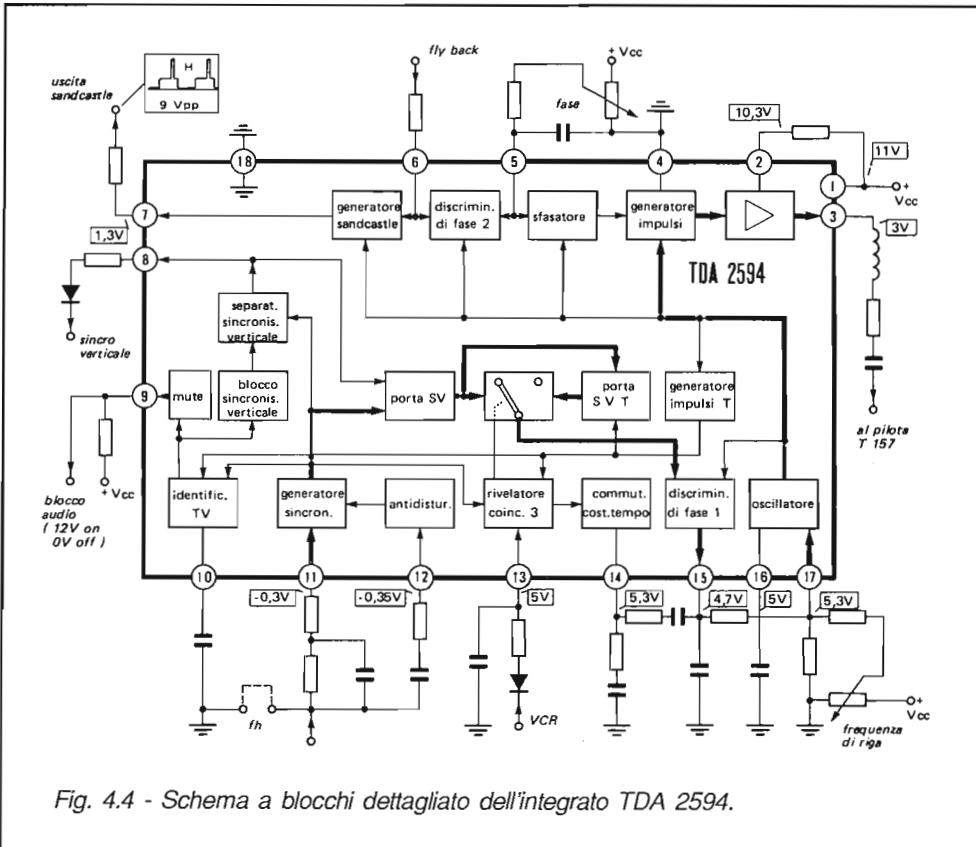 fly back
+ Vcc
uscita
sandcastle
H
9 Vpp
fase
10,3V
11V
18
6
5
4
2
1
+
Vcc
7
generatore
sandcastle
discrimin.
di fase 2
sfasatore
generatore
impulsi
3
1,3V
3V
8
TDA 2594
separat.
sincronis.
verticale
sincro
verticale
9
mute
blocco
sincronis.
verticale
porta SV
porta
S V T
generatore
impulsi T
al pilota
T 157
+ Vcc
blocco
audio
( 12V on
0V off )
identific.
TV
generatore
sincron.
antidistur.
rivelatore
coinc. 3
commut.
cost.tempo
discrimin.
di fase 1
oscillatore
10
11
12
13
14
15
16
17
-0,3V
-0,35V
5V
5,3V
4,7V
5V
5,3V
fh
VCR
+
Vcc
frequenza
di riga
Fig. 4.4 - Schema a blocchi dettagliato dell'integrato TDA 2594.